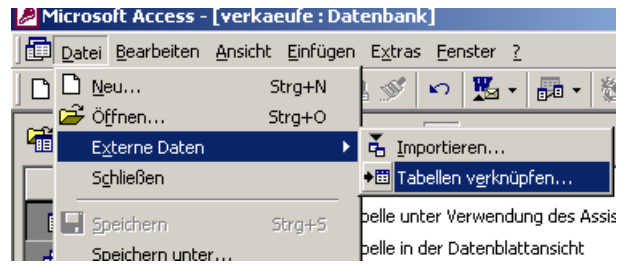 Microsoft Access - [verkaeufe : Datenbank]
Datei Bearbeiten Ansicht Einfügen Extras Fenster ?
Neu... Strg+N
Öffnen... Strg+O
Externe Daten
Importieren...
Schließen
Tabellen verknüpfen...
Speichern Strg+S
belle unter Verwendung des Assis
Speichern unter...
belle in der Datenblattansicht